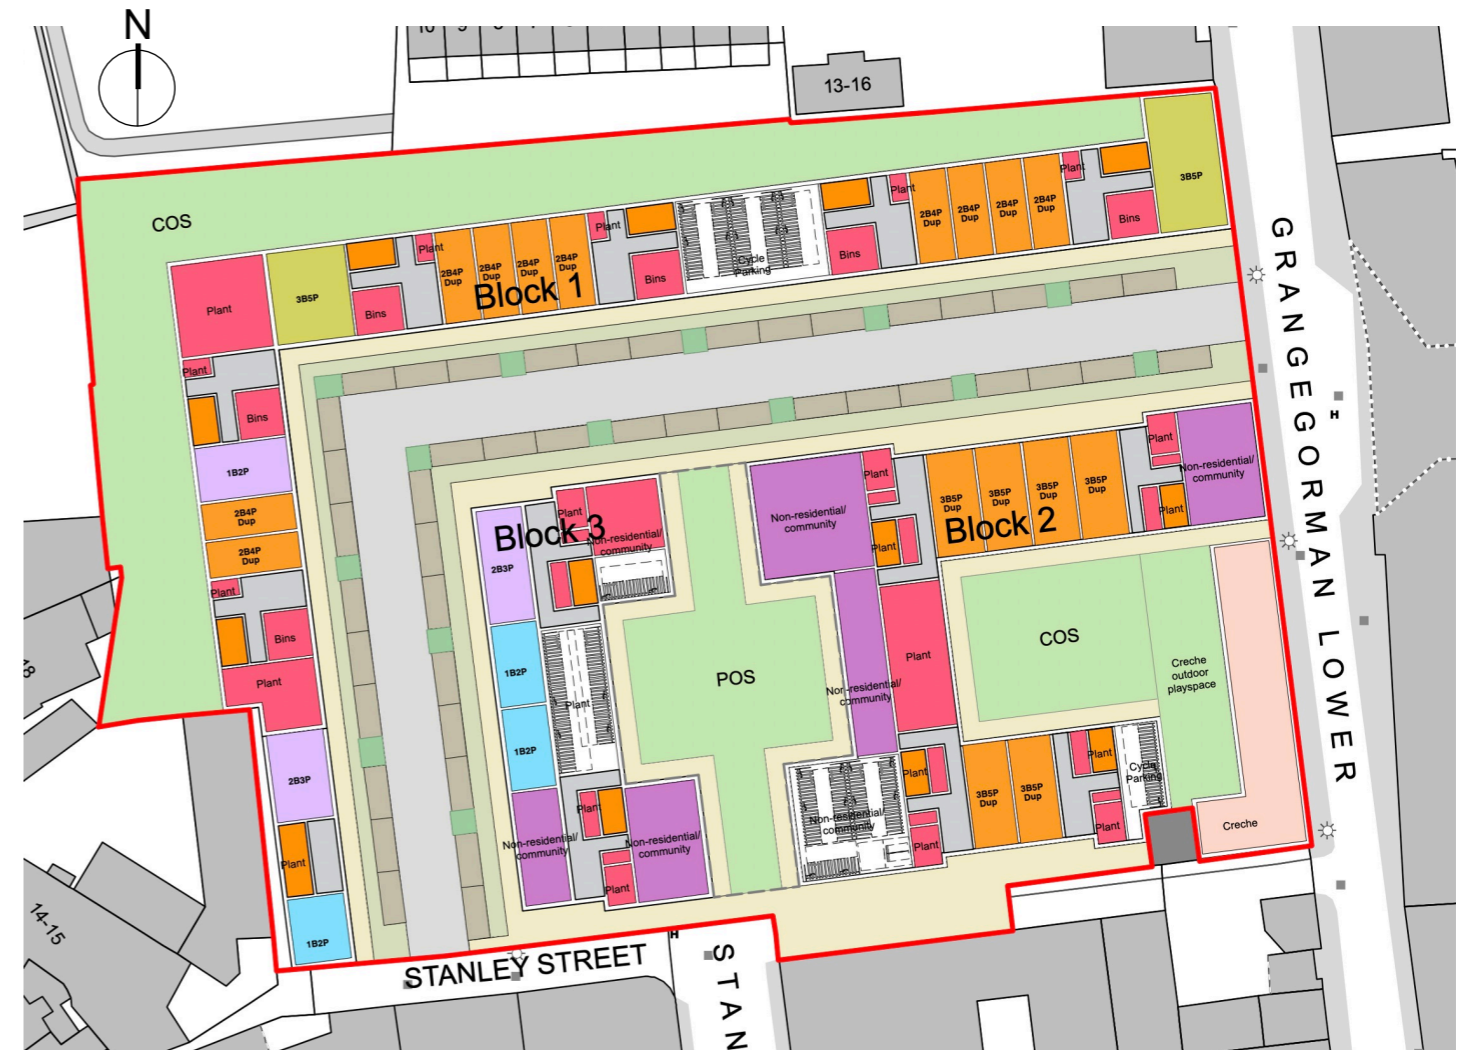 N
13-16
COS
Plant
3B5P
Bins
Plant
2B4P
Dup
2B4P
Dup
2B4P
Dup
2B4P
Dup
Block 1
Plant
Bins
Cycle
Parking
Bins
Plant
2B4P
Dup
2B4P
Dup
2B4P
Dup
2B4P
Dup
Plant
Bins
3B5P
Plant
Bins
1B2P
2B4P
Dup
2B4P
Dup
Plant
Bins
Plant
2B3P
Plant
1B2P
Block 3
Plant
Non-residential/
community
2B3P
1B2P
1B2P
Plant
Plant
Non-residential/
community
Non-residential/
community
Plant
POS
Non-residential/
community
Plant
Plant
3B5P
Dup
3B5P
Dup
3B5P
Dup
3B5P
Dup
Block 2
Plant
Plant
Non-residential/
community
Non-residential/
community
Plant
COS
Creche
outdoor
playspace
Creche
Non-residential/
community
Plant
Plant
3B5P
Dup
3B5P
Dup
Plant
Plant
Cycle
Parking
GRANGEGORMAN LOWER
H
14-15
STANLEY STREET
H
STAN